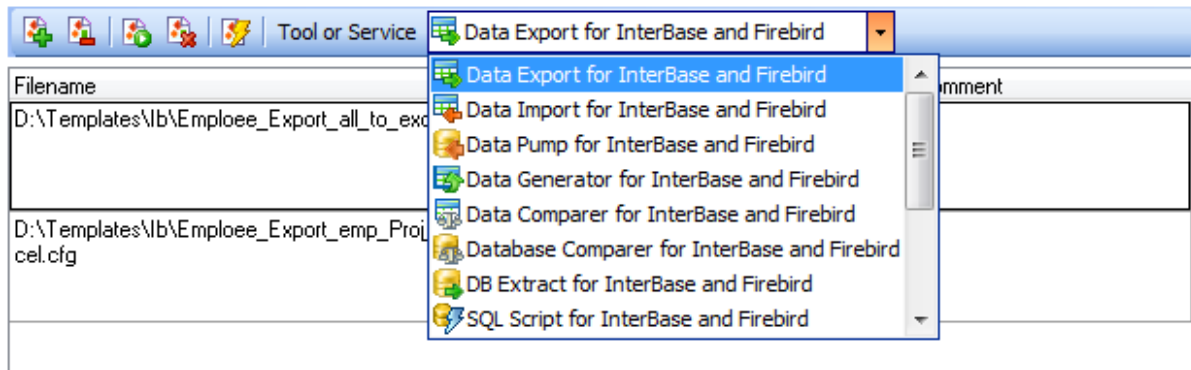 Tool or Service Data Export for InterBase and Firebird
Data Export for InterBase and Firebird
Filename
Data Import for InterBase and Firebird
D:\Templates\Ib\Emploee_Export_all_to_exc
Data Pump for InterBase and Firebird
Data Generator for InterBase and Firebird
Data Comparer for InterBase and Firebird
D:\Templates\Ib\Emploee_Export_emp_Proj
Database Comparer for InterBase and Firebird
cel.cfg
DB Extract for InterBase and Firebird
SQL Script for InterBase and Firebird